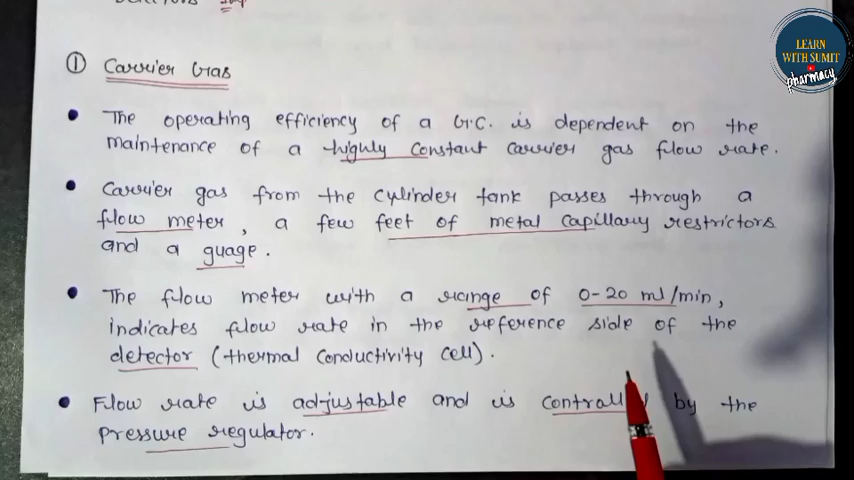 Detectors Imp
① Carrier Gas
• The operating efficiency of a G.C. is dependent on the
maintenance of a highly constant carrier gas flow rate.
• Carrier gas from the cylinder tank passes through a
flow meter, a few feet of metal capillary restrictors
and a guage.
• The flow meter with a range of 0-20 ml/min,
indicates flow rate in the reference side of the
detector (thermal conductivity cell).
• Flow rate is adjustable and is controlled by the
pressure regulator.
LEARN
WITH SUMIT
pharmacy